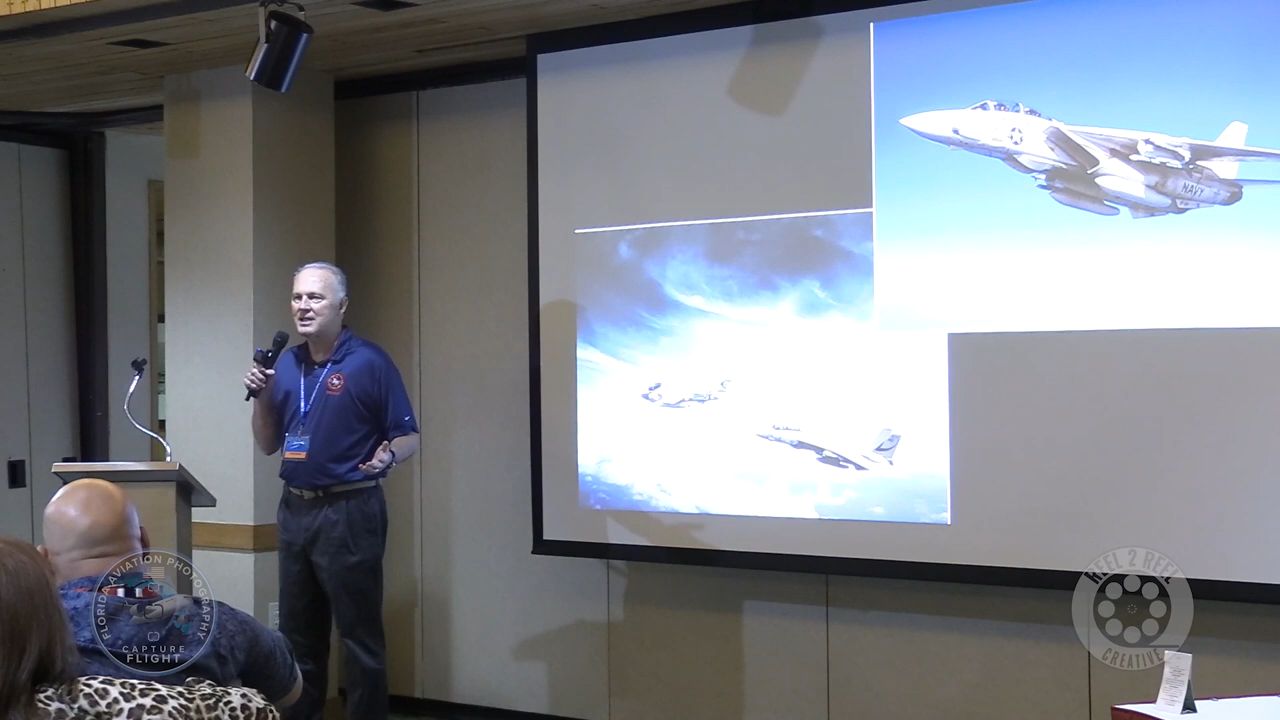 NAVY
FLORIDA AVIATION PHOTOGRAPHY
CAPTURE
FLIGHT
REEL 2 REEL
CREATIVE